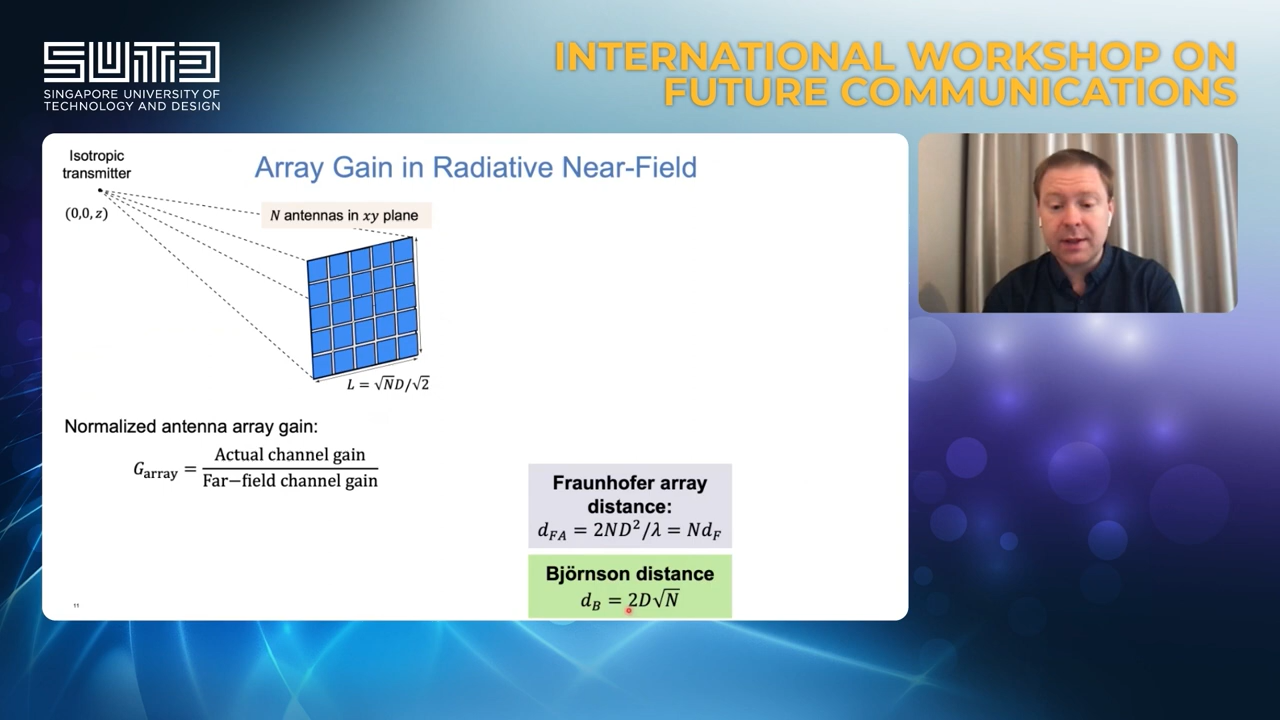 SUTD
SINGAPORE UNIVERSITY OF
TECHNOLOGY AND DESIGN
INTERNATIONAL WORKSHOP ON
FUTURE COMMUNICATIONS
Isotropic
transmitter
(0,0, z)
Array Gain in Radiative Near-Field
N antennas in xy plane
L = √ND/√2
Normalized antenna array gain:
G_array = Actual channel gain / Far−field channel gain
Fraunhofer array
distance:
d_FA = 2ND²/λ = Nd_F
Björnson distance
d_B = 2D√N
11